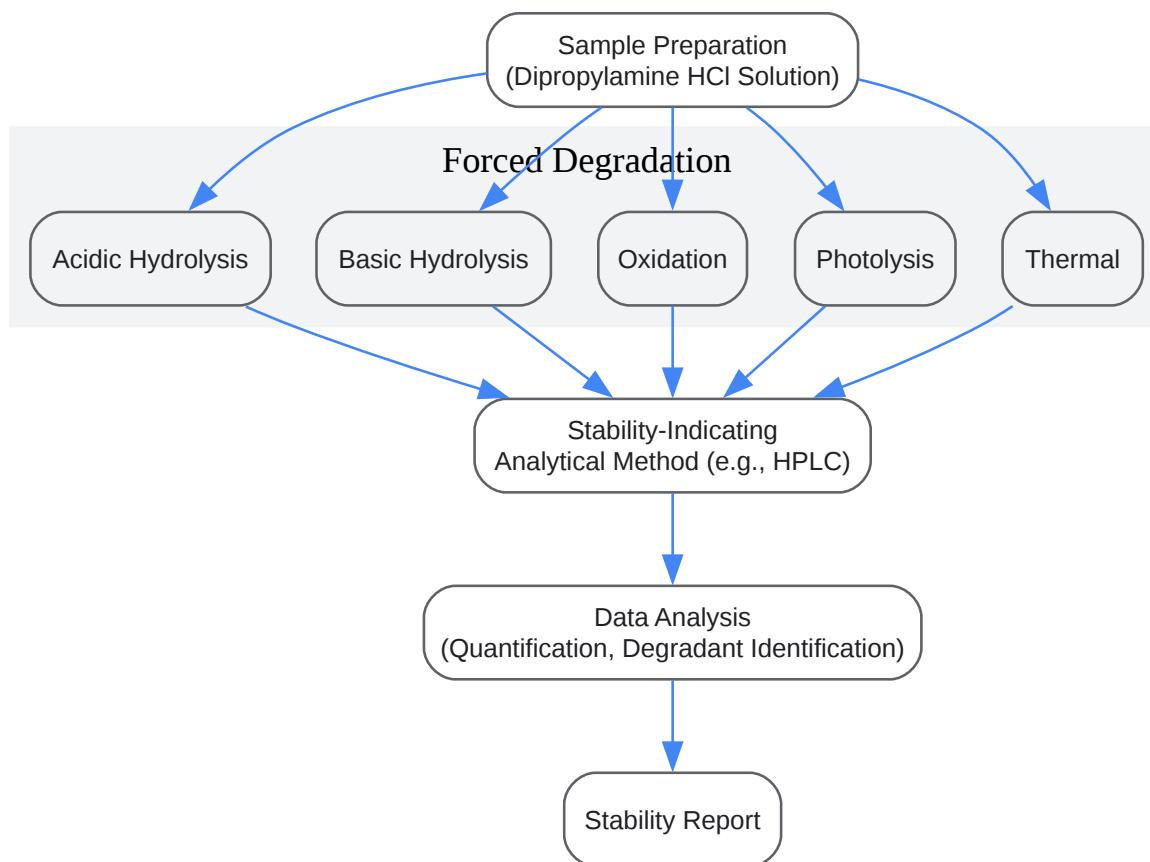 Sample Preparation
(Dipropylamine HCl Solution)
Forced Degradation
Acidic Hydrolysis
Basic Hydrolysis
Oxidation
Photolysis
Thermal
Stability-Indicating
Analytical Method (e.g., HPLC)
Data Analysis
(Quantification, Degradant Identification)
Stability Report